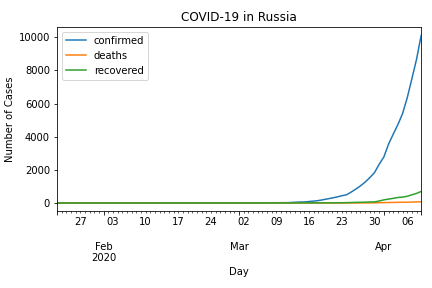 COVID-19 in Russia
confirmed
deaths
recovered
Number of Cases
10000
8000
6000
4000
2000
0
27 03 10 17 24 02 09 16 23 30 06
Feb Mar Apr
2020
Day